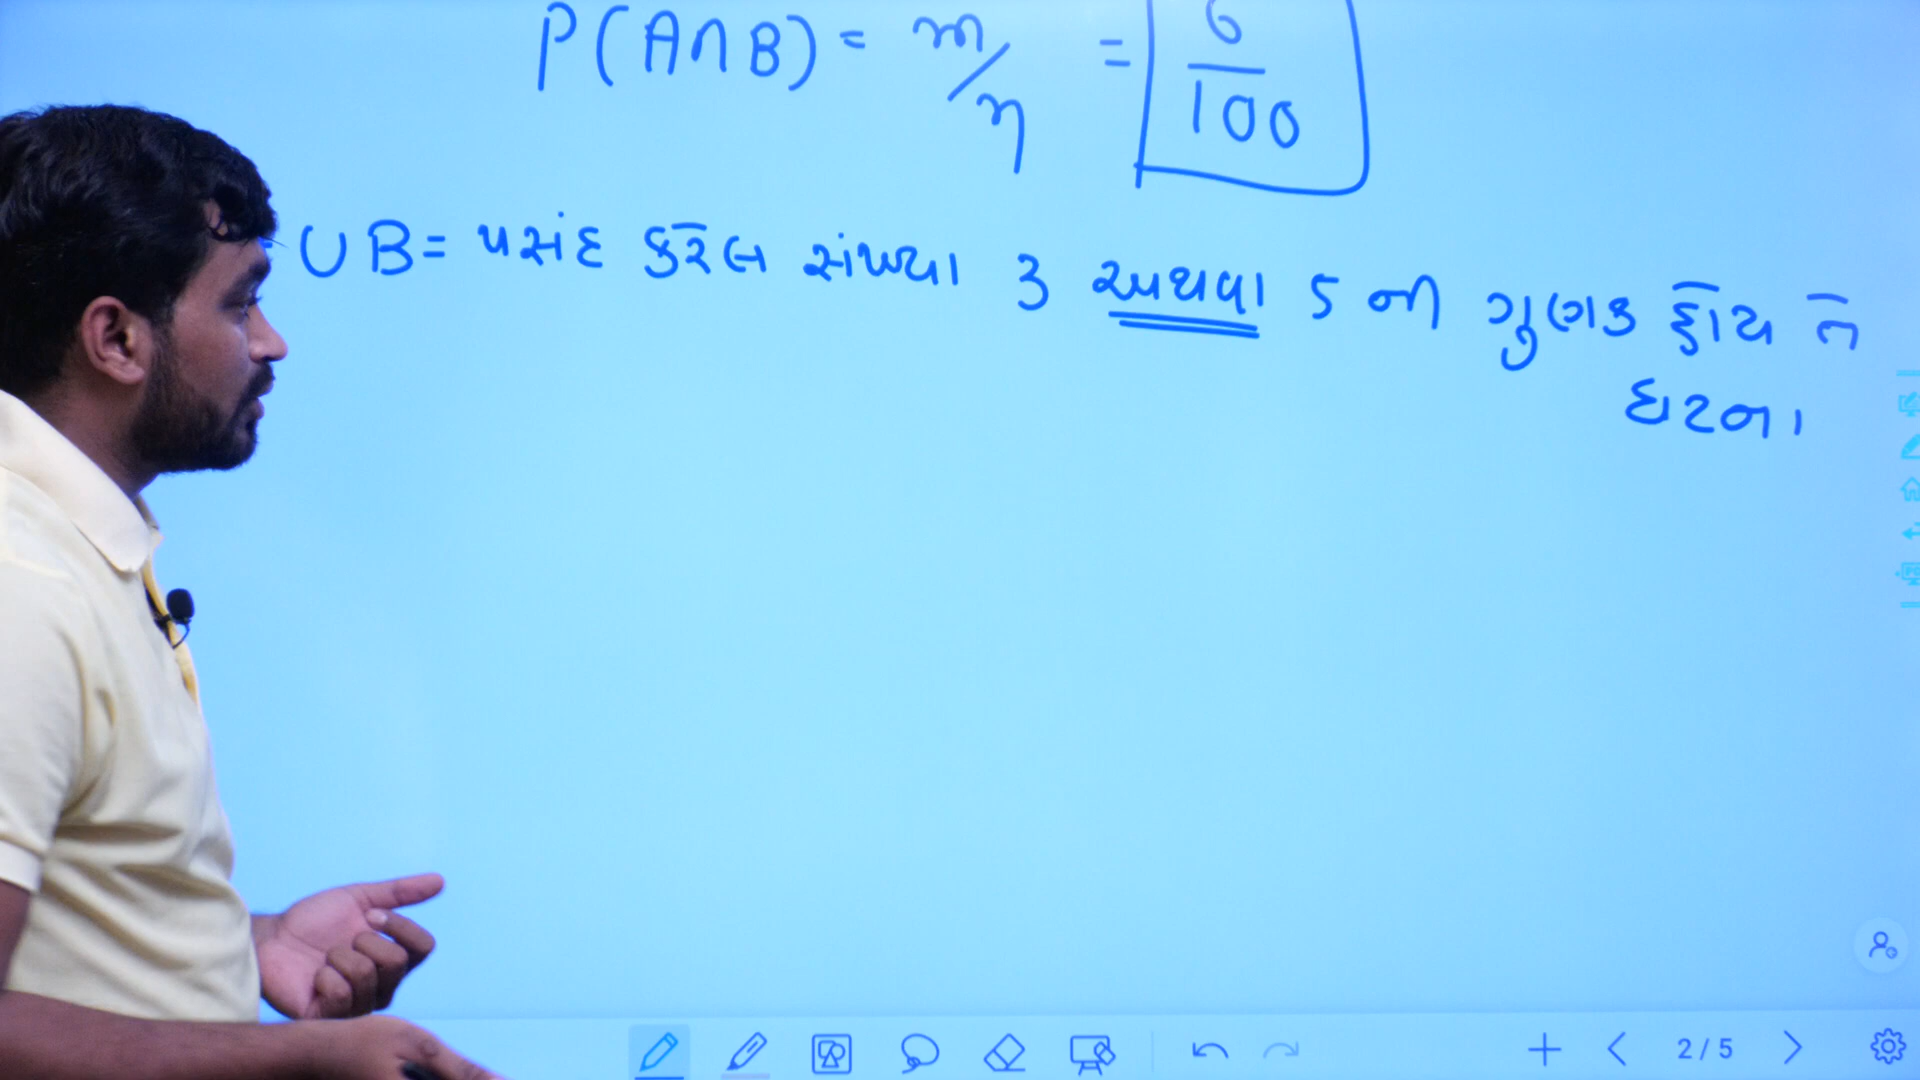 P(A∩B) = m/n = 6/100
∪ B = પસંદ કરેલ સંખ્યા 3 અથવા 5 ની ગુણક હોય તે
ઘટના
2/5